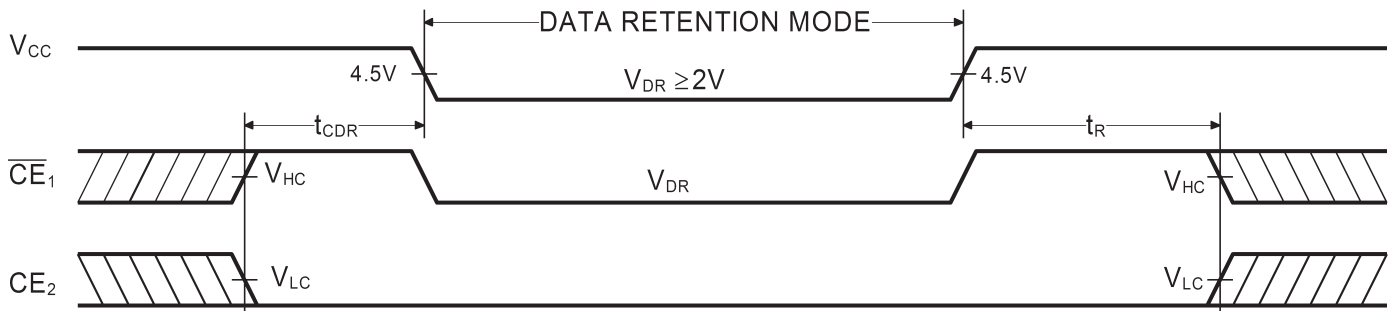 DATA RETENTION MODE
VCC
4.5V
VDR ≥2V
4.5V
tCDR
tR
CE1
VHC
VDR
VHC
CE2
VLC
VLC